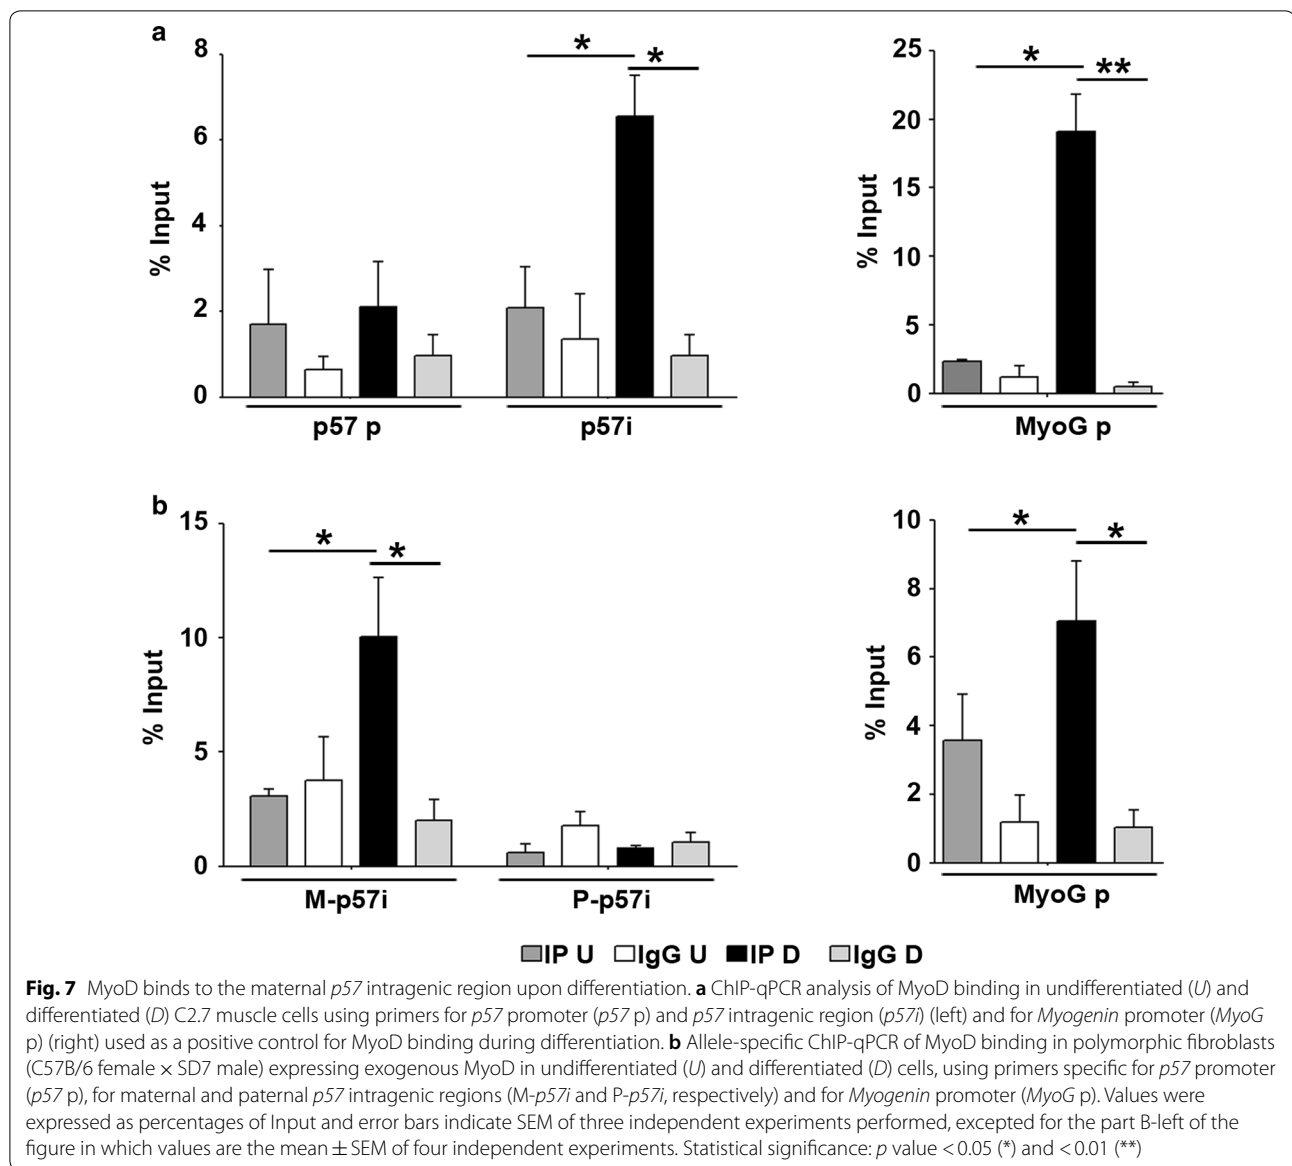 a
8
6
4
2
0
% Input
*
*
p57 p
p57i
25
20
15
10
5
0
% Input
*
**
MyoG p
b
15
10
5
0
% Input
*
*
M-p57i
P-p57i
10
8
6
4
2
0
% Input
*
*
MyoG p
IP U IgG U IP D IgG D
Fig. 7 MyoD binds to the maternal p57 intragenic region upon differentiation. a ChIP-qPCR analysis of MyoD binding in undifferentiated (U) and
differentiated (D) C2.7 muscle cells using primers for p57 promoter (p57 p) and p57 intragenic region (p57i) (left) and for Myogenin promoter (MyoG
p) (right) used as a positive control for MyoD binding during differentiation. b Allele-specific ChIP-qPCR of MyoD binding in polymorphic fibroblasts
(C57B/6 female × SD7 male) expressing exogenous MyoD in undifferentiated (U) and differentiated (D) cells, using primers specific for p57 promoter
(p57 p), for maternal and paternal p57 intragenic regions (M-p57i and P-p57i, respectively) and for Myogenin promoter (MyoG p). Values were
expressed as percentages of Input and error bars indicate SEM of three independent experiments performed, excepted for the part B-left of the
figure in which values are the mean ± SEM of four independent experiments. Statistical significance: p value < 0.05 (*) and < 0.01 (**)